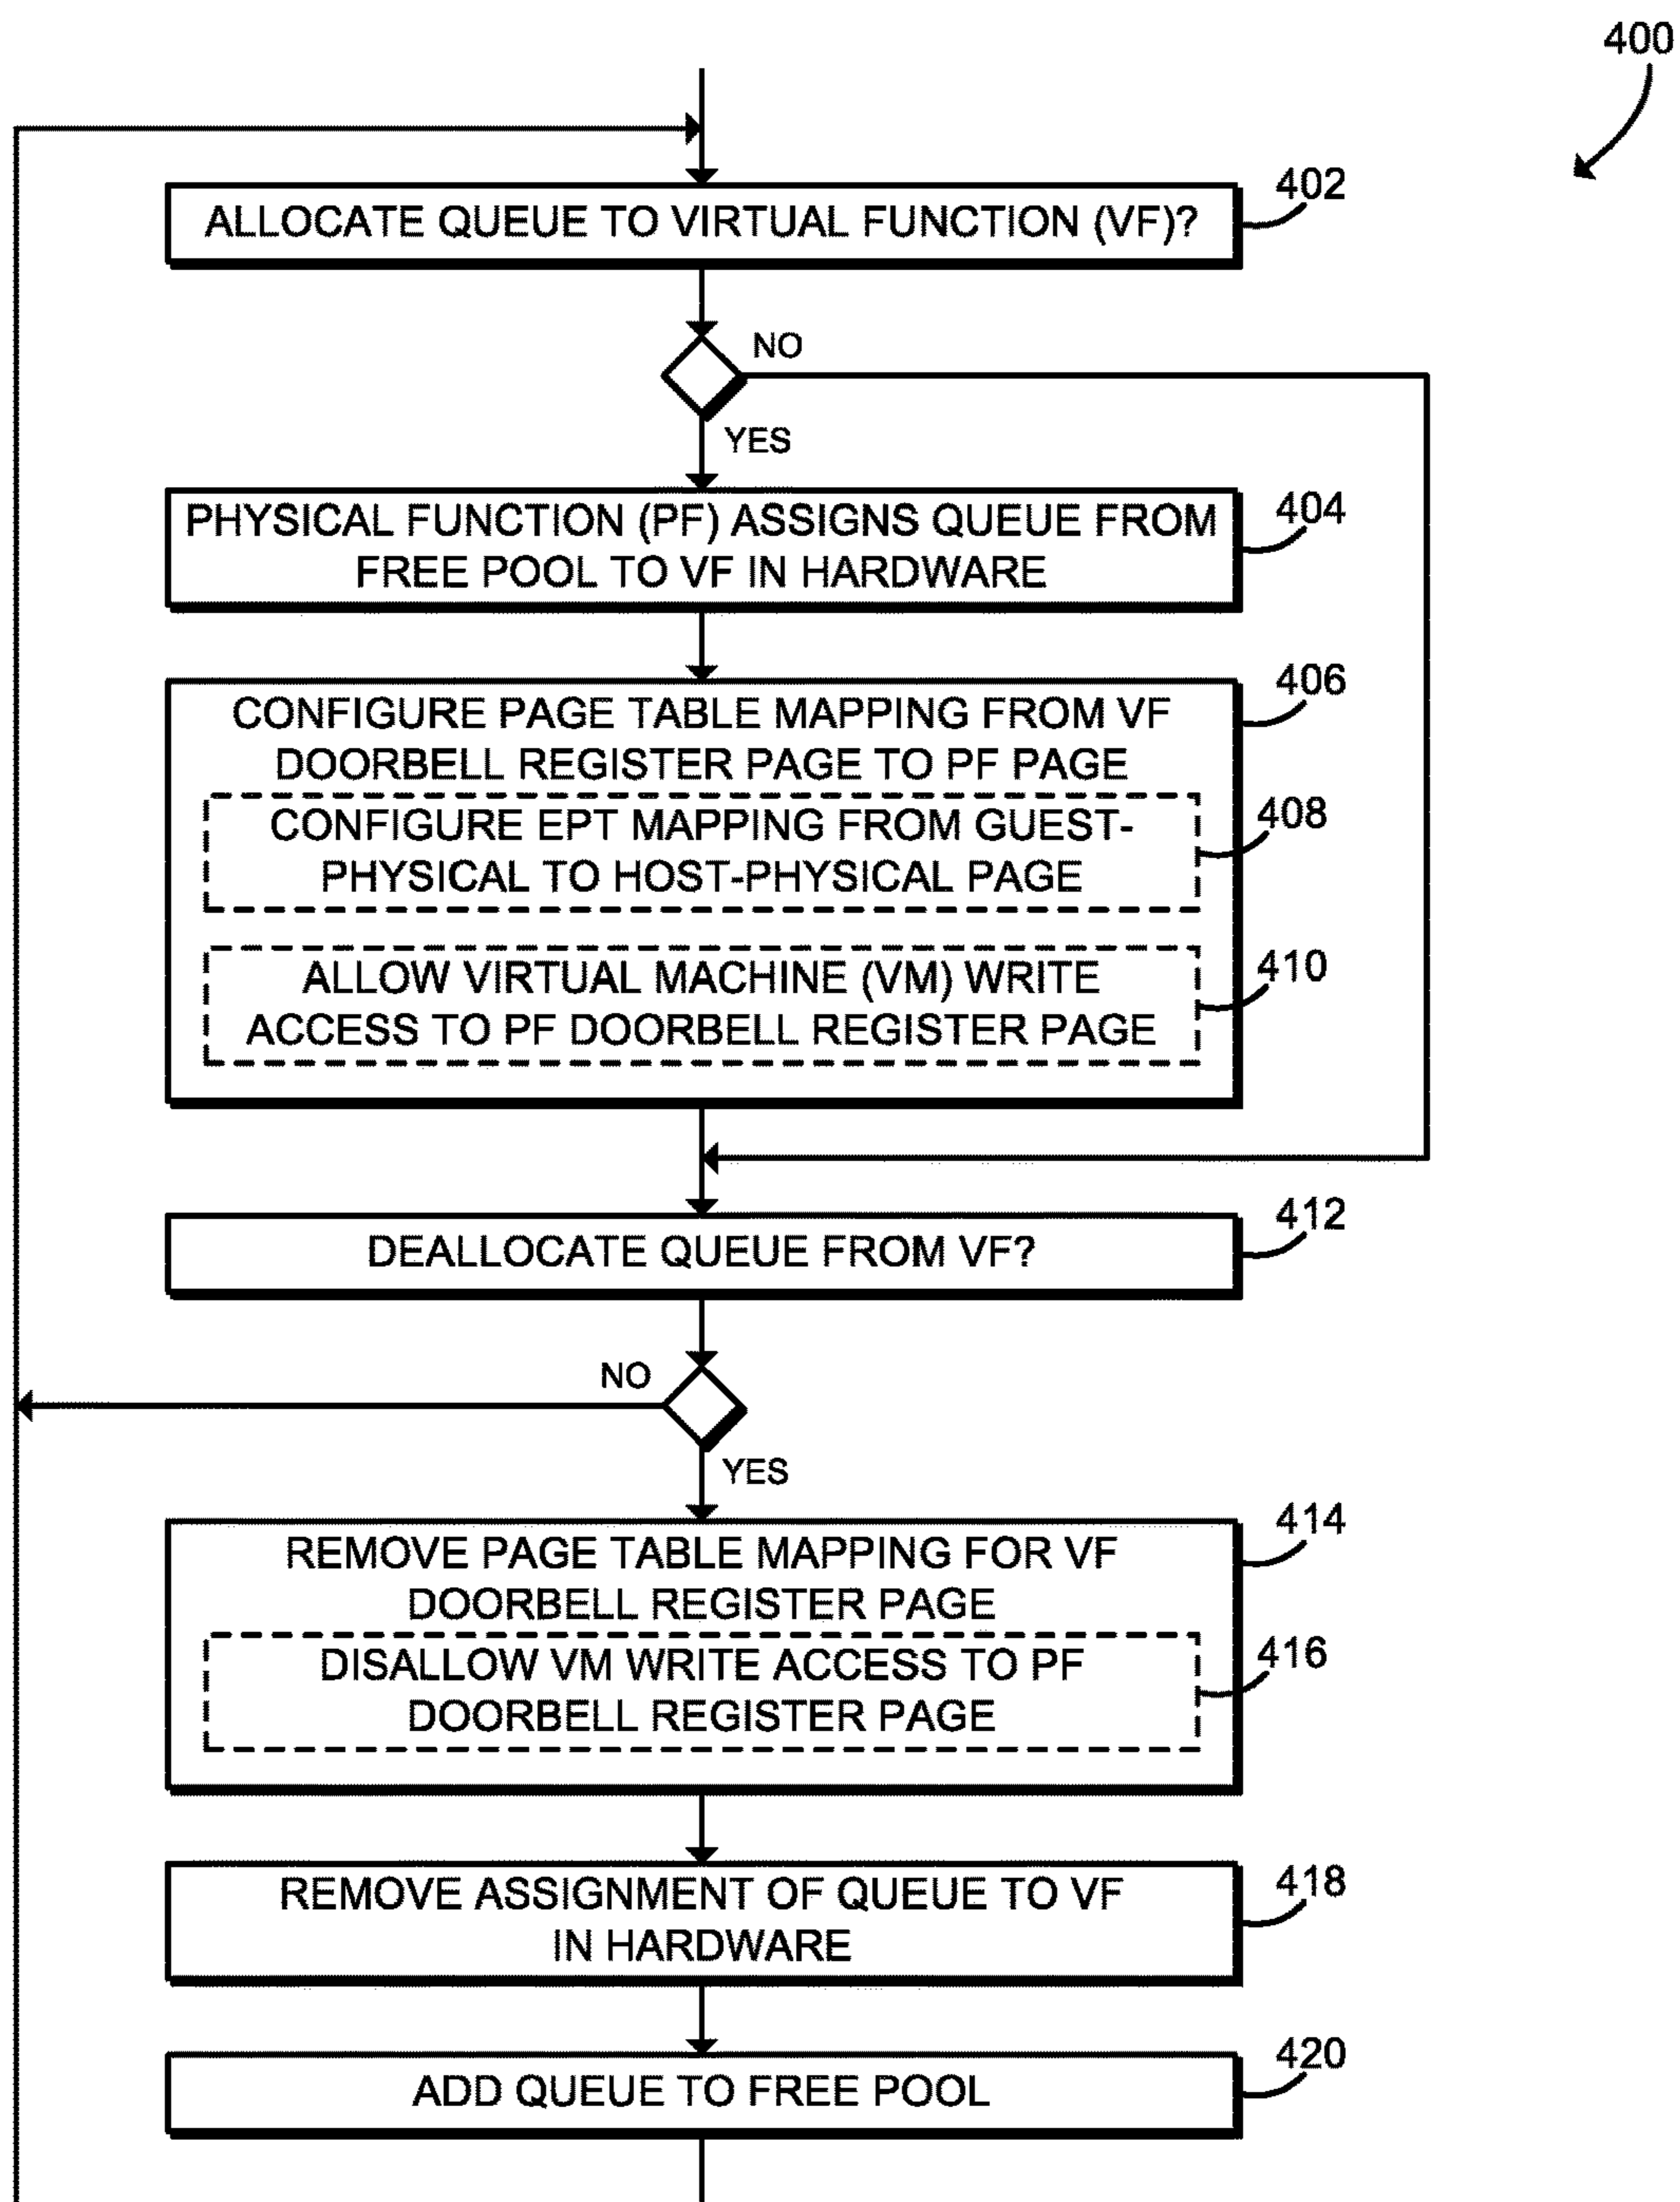 400
ALLOCATE QUEUE TO VIRTUAL FUNCTION (VF)?
402
NO
YES
PHYSICAL FUNCTION (PF) ASSIGNS QUEUE FROM
FREE POOL TO VF IN HARDWARE
404
CONFIGURE PAGE TABLE MAPPING FROM VF
DOORBELL REGISTER PAGE TO PF PAGE
406
CONFIGURE EPT MAPPING FROM GUEST-
PHYSICAL TO HOST-PHYSICAL PAGE
408
ALLOW VIRTUAL MACHINE (VM) WRITE
ACCESS TO PF DOORBELL REGISTER PAGE
410
DEALLOCATE QUEUE FROM VF?
412
NO
YES
REMOVE PAGE TABLE MAPPING FOR VF
DOORBELL REGISTER PAGE
414
DISALLOW VM WRITE ACCESS TO PF
DOORBELL REGISTER PAGE
416
REMOVE ASSIGNMENT OF QUEUE TO VF
IN HARDWARE
418
ADD QUEUE TO FREE POOL
420